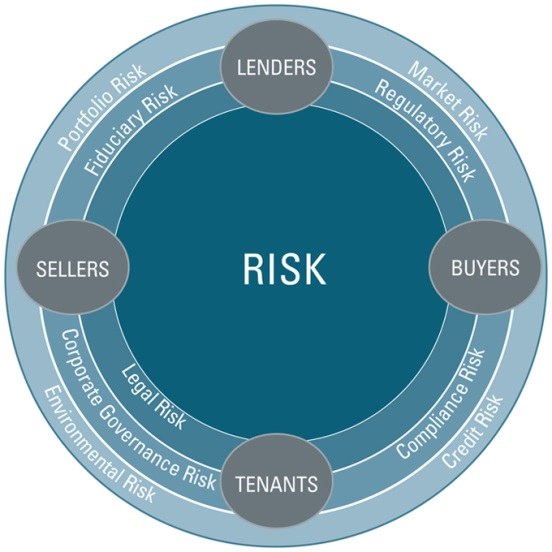 LENDERS
Portfolio Risk
Fiduciary Risk
Market Risk
Regulatory Risk
SELLERS
RISK
BUYERS
Legal Risk
Corporate Governance Risk
Environmental Risk
Compliance Risk
Credit Risk
TENANTS